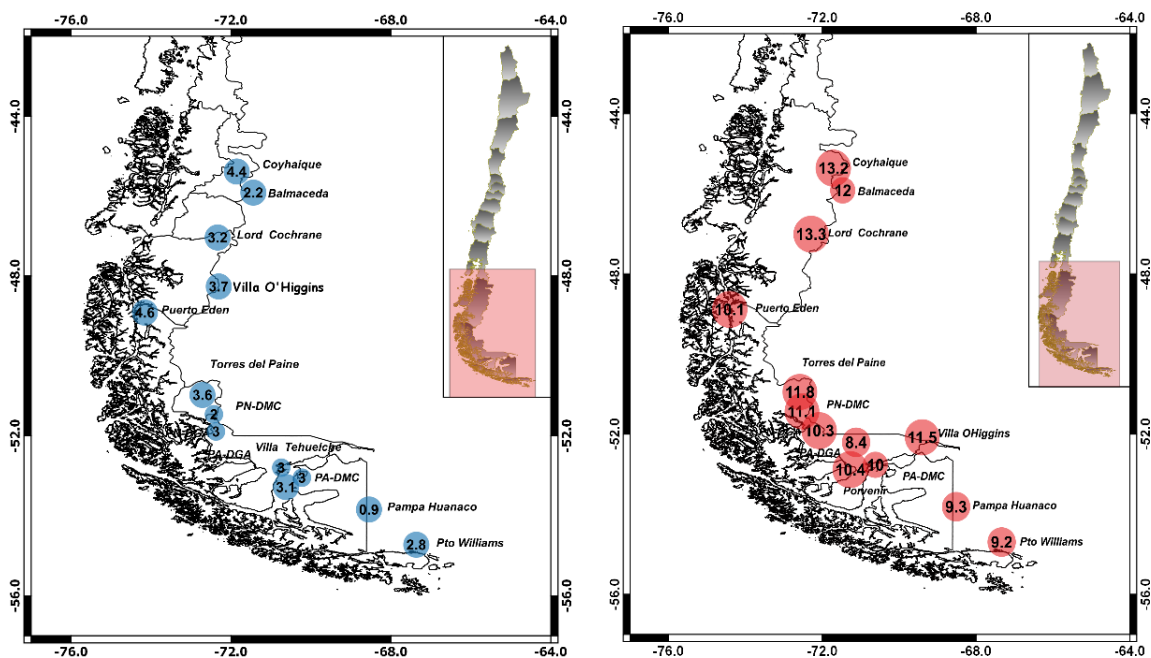 -76.0 -72.0 -68.0 -64.0
-44.0
-48.0
-52.0
-56.0
4.4 Coyhaique
2.2 Balmaceda
3.2 Lord Cochrane
3.7 Villa O'Higgins
4.6 Puerto Eden
Torres del Paine
3.6
2 PN-DMC
3
Villa Tehuelche
PA-DGA
3
3 PA-DMC
3.1
0.9 Pampa Huanaco
2.8 Pto Williams
-76.0 -72.0 -68.0 -64.0
-76.0 -72.0 -68.0 -64.0
-44.0
-48.0
-52.0
-56.0
13.2 Coyhaique
12 Balmaceda
13.3 Lord Cochrane
10.1 Puerto Eden
Torres del Paine
11.8
11.1 PN-DMC
10.3
8.4
11.5 Villa OHiggins
PA-DGA
10.4
10
PA-DMC
Porvenir
9.3 Pampa Huanaco
9.2 Pto Williams
-76.0 -72.0 -68.0 -64.0